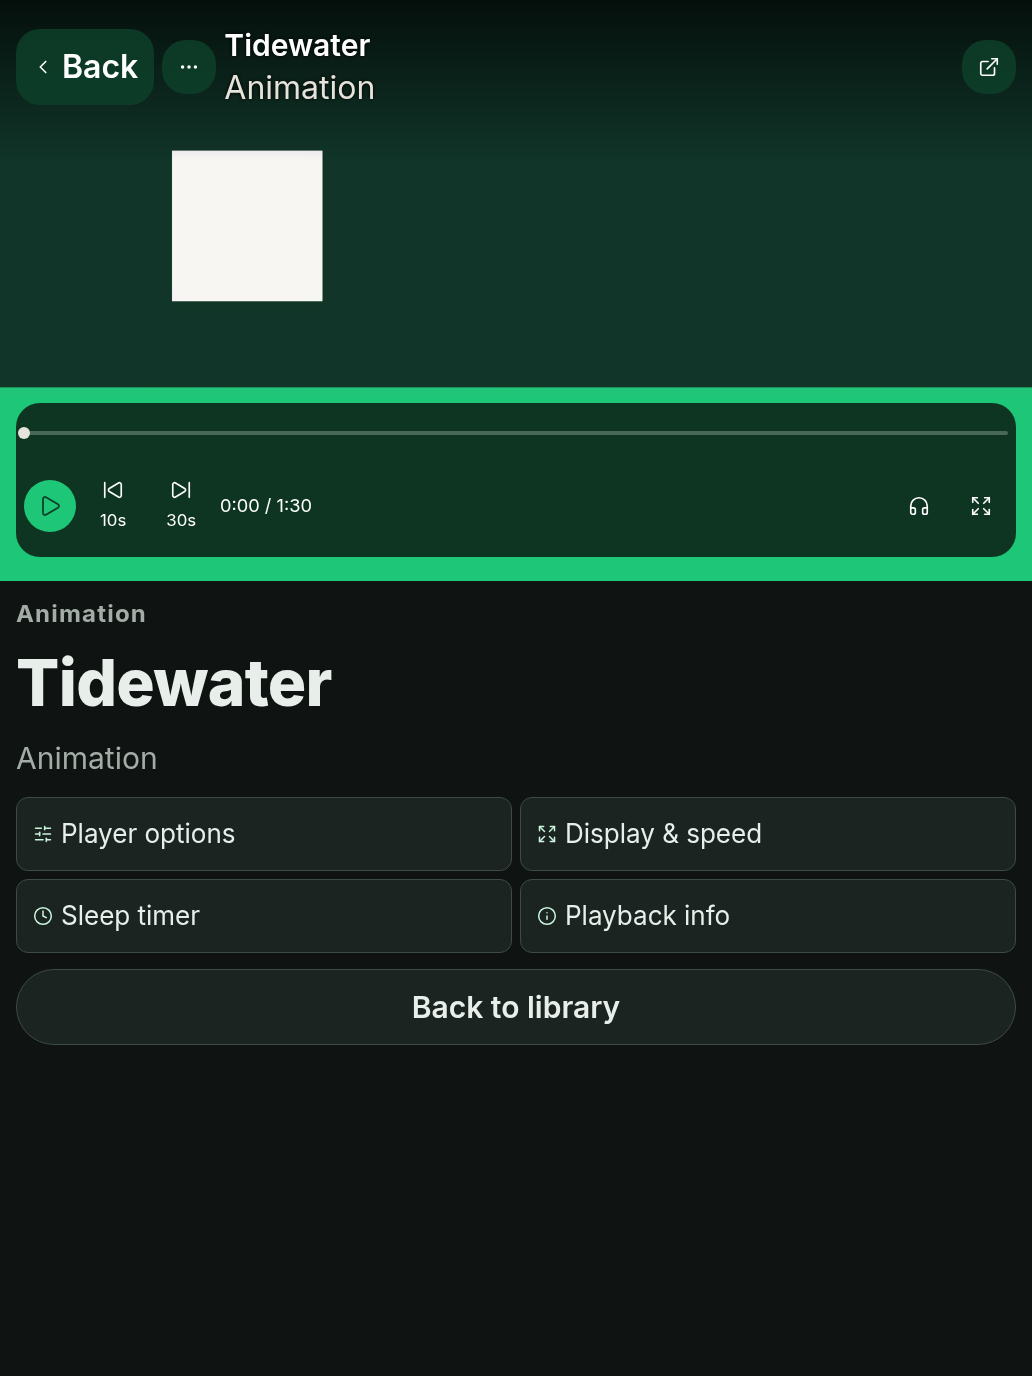 Back
Tidewater
Animation
10s
30s
0:00 / 1:30
Animation
Tidewater
Animation
Player options
Display & speed
Sleep timer
Playback info
Back to library